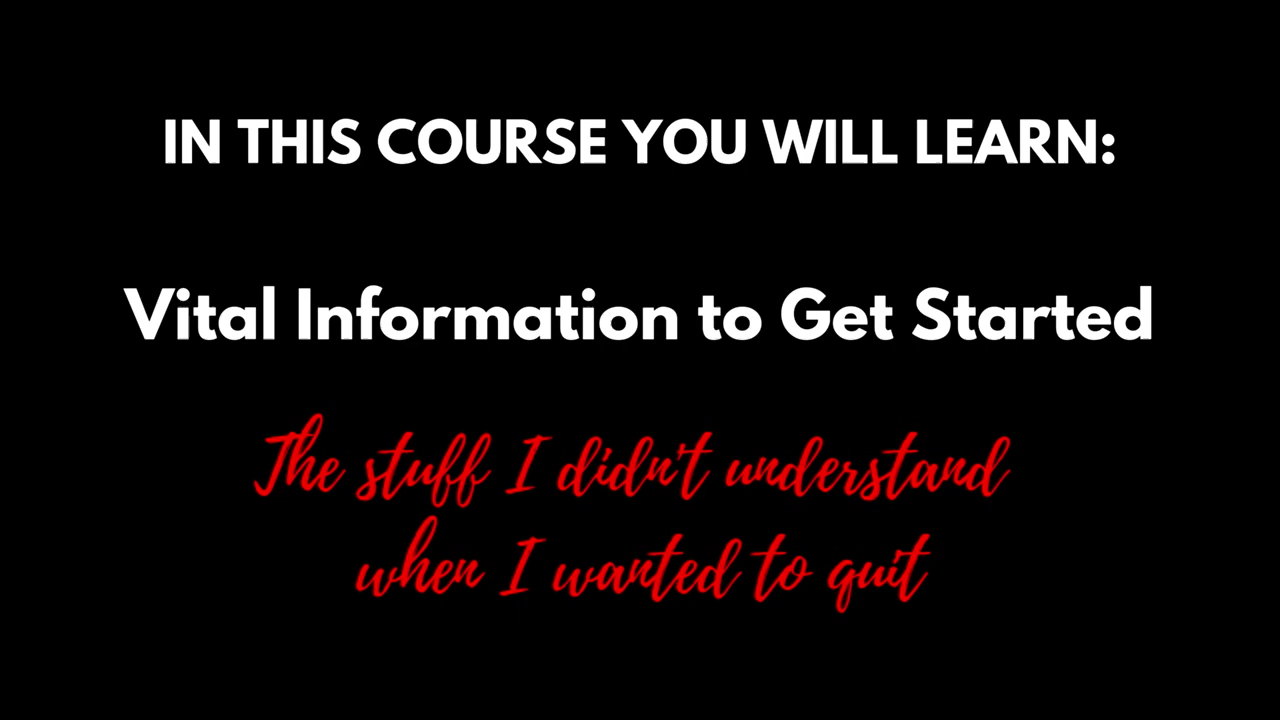 IN THIS COURSE YOU WILL LEARN:
Vital Information to Get Started
The stuff I didn't understand
when I wanted to quit